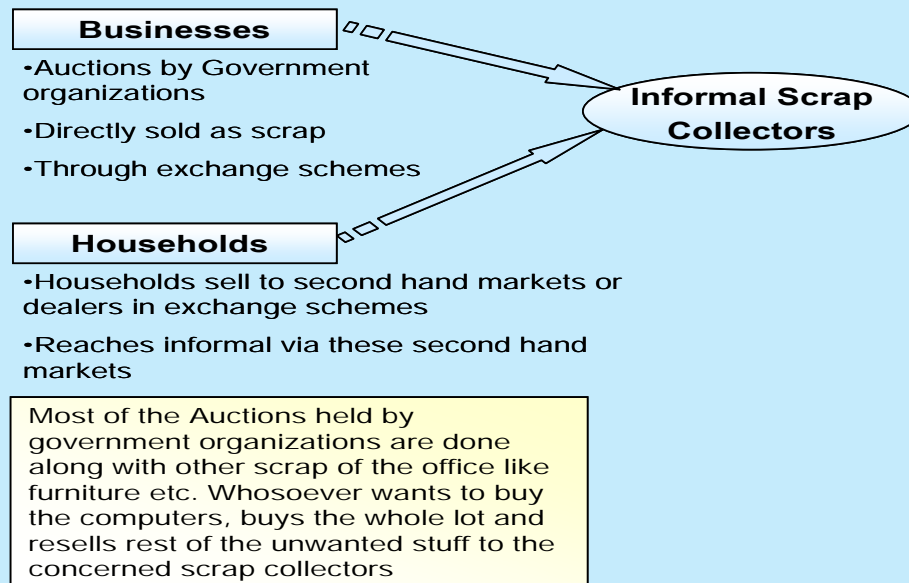 Businesses
•Auctions by Government
organizations
•Directly sold as scrap
•Through exchange schemes
Informal Scrap
Collectors
Households
•Households sell to second hand markets or
dealers in exchange schemes
•Reaches informal via these second hand
markets
Most of the Auctions held by
government organizations are done
along with other scrap of the office like
furniture etc. Whosoever wants to buy
the computers, buys the whole lot and
resells rest of the unwanted stuff to the
concerned scrap collectors